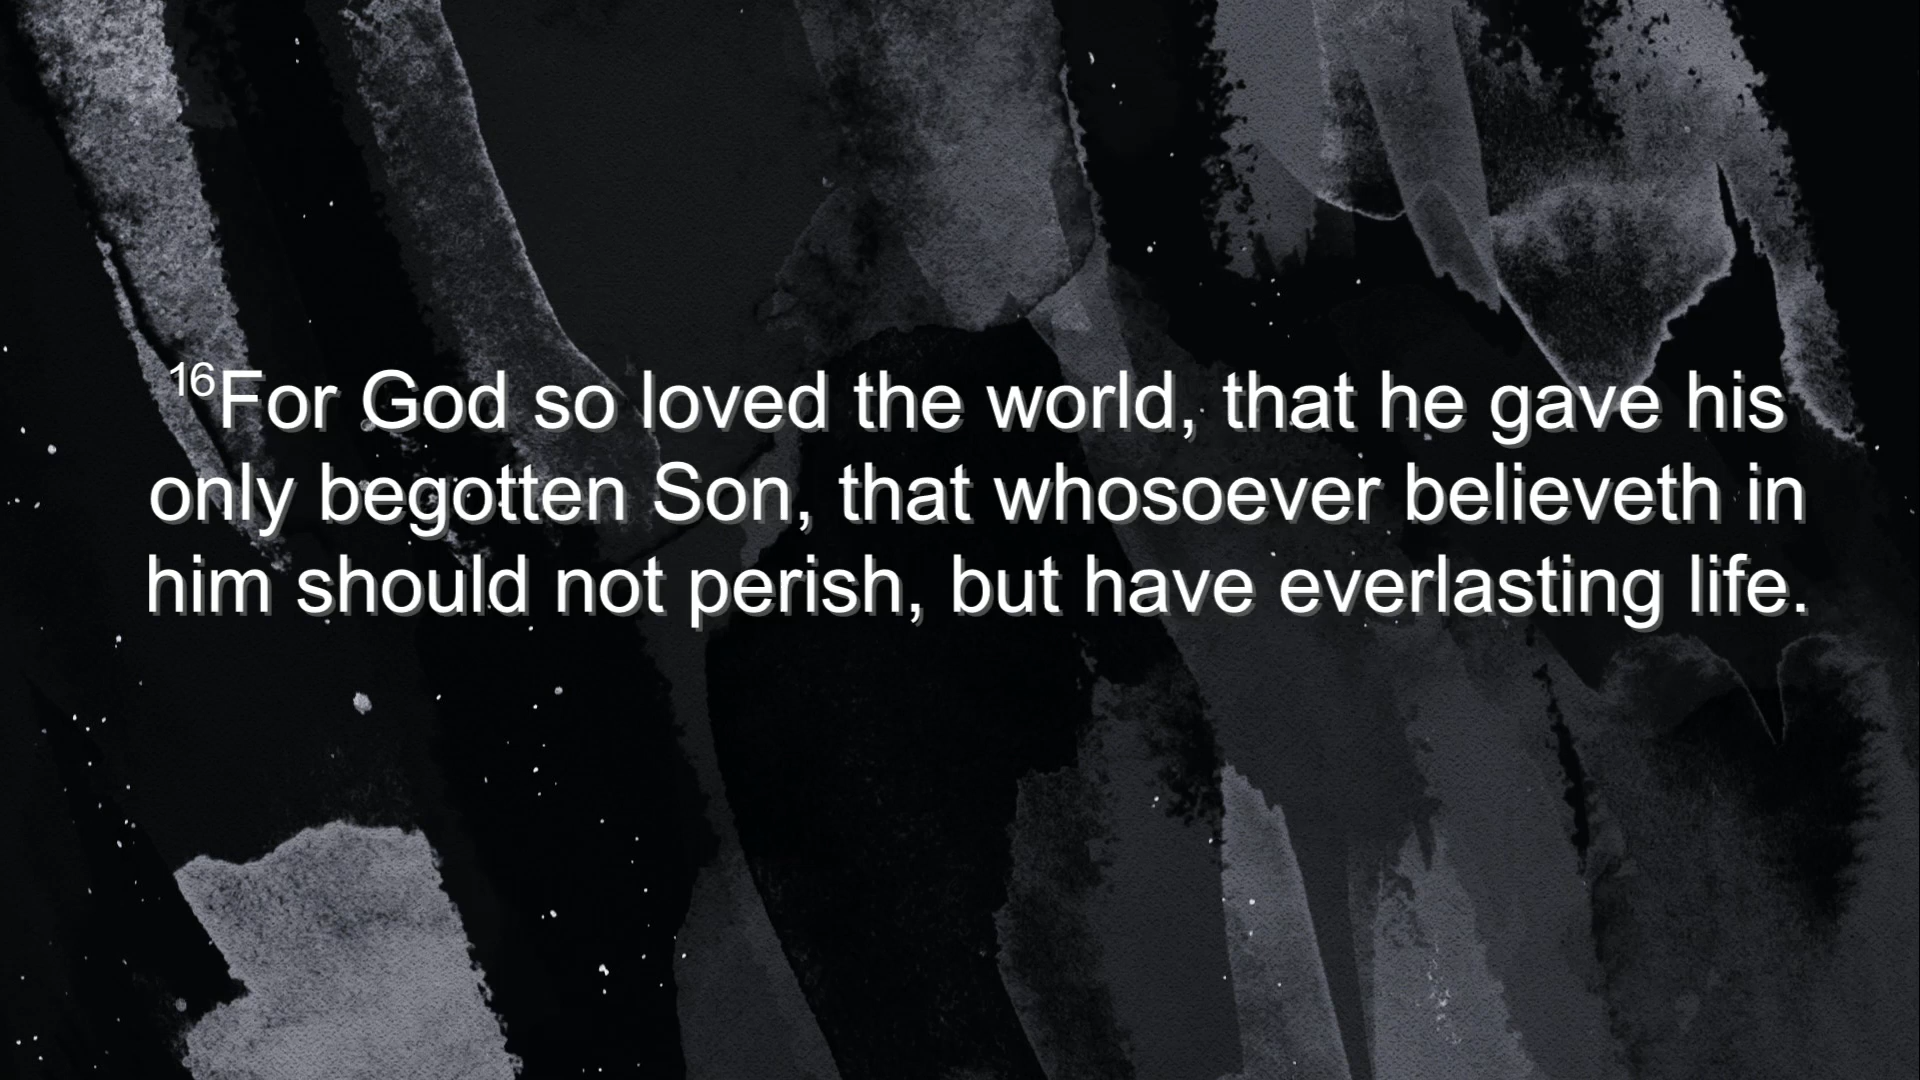 16For God so loved the world, that he gave his
only begotten Son, that whosoever believeth in
him should not perish, but have everlasting life.